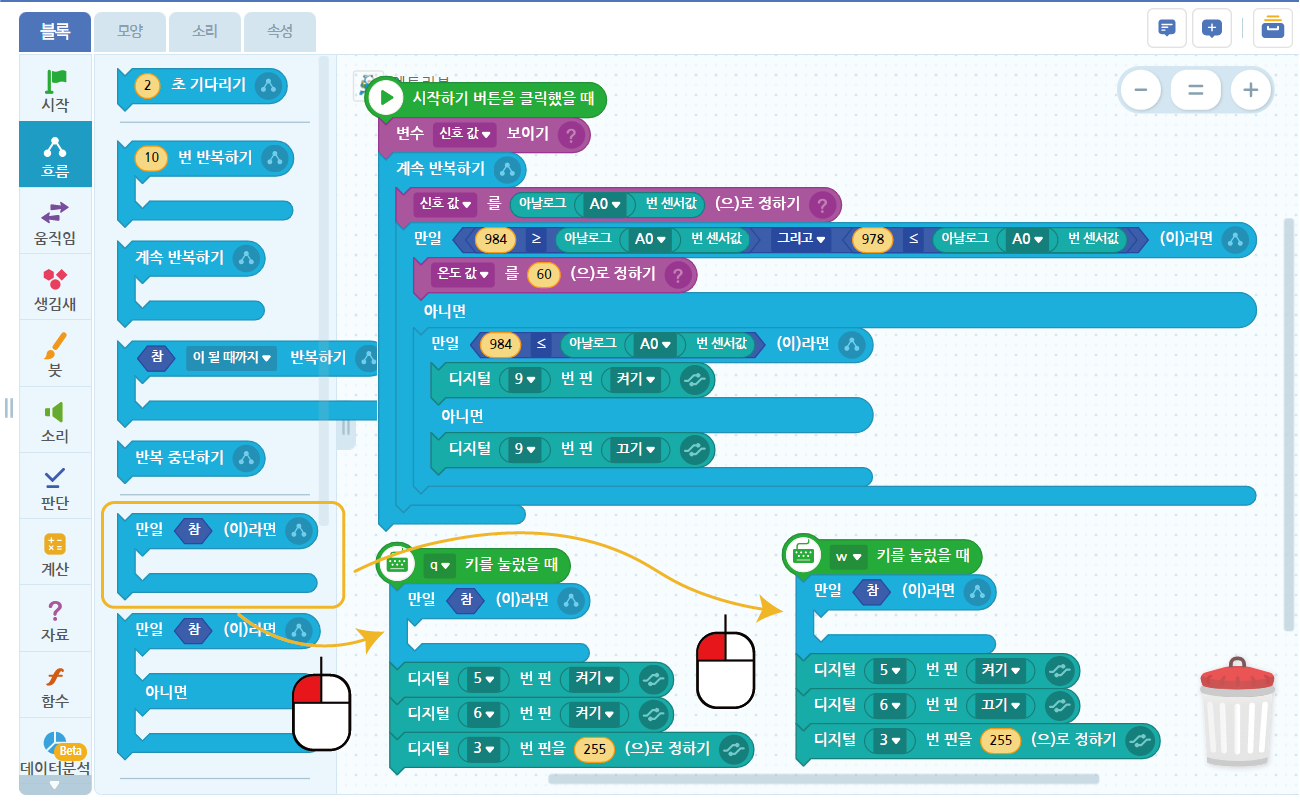 블록 모양 소리 속성
시작
흐름
움직임
생김새
붓
소리
판단
계산
자료
함수
Beta
데이터분석
2 초 기다리기
10 번 반복하기
계속 반복하기
참 이 될 때까지 ▼ 반복하기
반복 중단하기
만일 참 (이)라면
만일 참 (이)라면
아니면
시작하기 버튼을 클릭했을 때
변수 신호 값 ▼ 보이기 ?
계속 반복하기
신호 값 ▼ 를 아날로그 A0 ▼ 번 센서값 (으)로 정하기 ?
만일 984 ≥ 아날로그 A0 ▼ 번 센서값 그리고 ▼ 978 ≤ 아날로그 A0 ▼ 번 센서값 (이)라면
온도 값 ▼ 를 60 (으)로 정하기 ?
아니면
만일 984 ≤ 아날로그 A0 ▼ 번 센서값 (이)라면
디지털 9 ▼ 번 핀 켜기 ▼
아니면
디지털 9 ▼ 번 핀 끄기 ▼
q ▼ 키를 눌렀을 때
만일 참 (이)라면
디지털 5 ▼ 번 핀 켜기 ▼
디지털 6 ▼ 번 핀 켜기 ▼
디지털 3 ▼ 번 핀을 255 (으)로 정하기
w ▼ 키를 눌렀을 때
만일 참 (이)라면
디지털 5 ▼ 번 핀 켜기 ▼
디지털 6 ▼ 번 핀 끄기 ▼
디지털 3 ▼ 번 핀을 255 (으)로 정하기